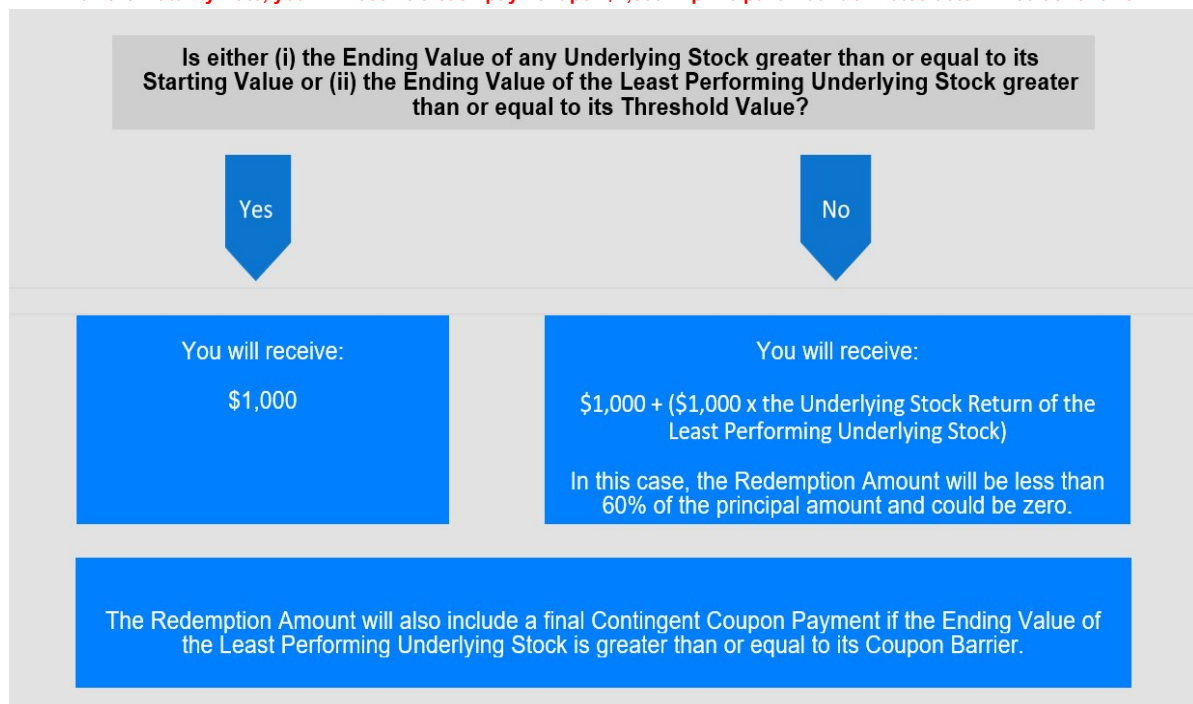 Is either (i) the Ending Value of any Underlying Stock greater than or equal to its
Starting Value or (ii) the Ending Value of the Least Performing Underlying Stock greater
than or equal to its Threshold Value?
Yes
No
You will receive:
$1,000
You will receive:
$1,000 + ($1,000 x the Underlying Stock Return of the
Least Performing Underlying Stock)
In this case, the Redemption Amount will be less than
60% of the principal amount and could be zero.
The Redemption Amount will also include a final Contingent Coupon Payment if the Ending Value of
the Least Performing Underlying Stock is greater than or equal to its Coupon Barrier.